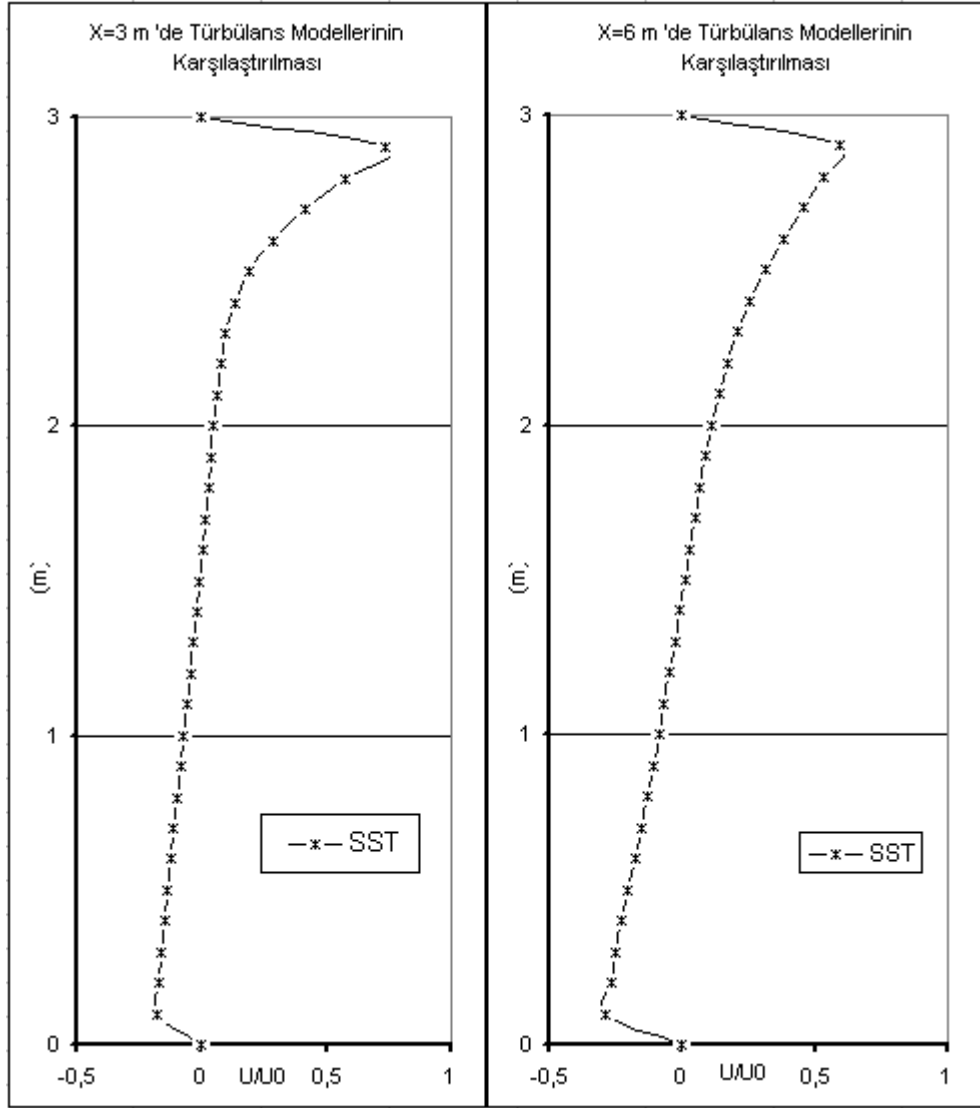 X=3 m 'de Türbülans Modellerinin
Karşılaştırılması
3
2
(m)
1
0
-0,5
0
U/U0
0,5
1
SST
X=6 m 'de Türbülans Modellerinin
Karşılaştırılması
3
2
(m)
1
0
-0,5
0
U/U0
0,5
1
SST